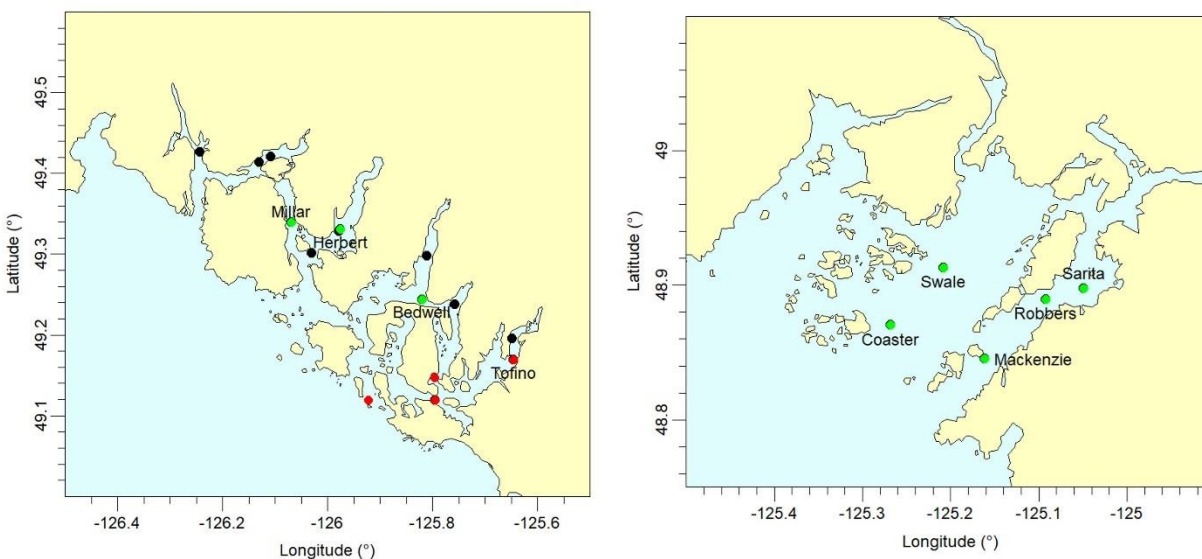 49.5
49.4
49.3
49.2
49.1
Latitude (°)
Millar
Herbert
Bedwell
Tofino
-126.4
-126.2
-126
-125.8
-125.6
Longitude (°)
49
48.9
48.8
Latitude (°)
Swale
Sarita
Robbers
Coaster
Mackenzie
-125.4
-125.3
-125.2
-125.1
-125
Longitude (°)